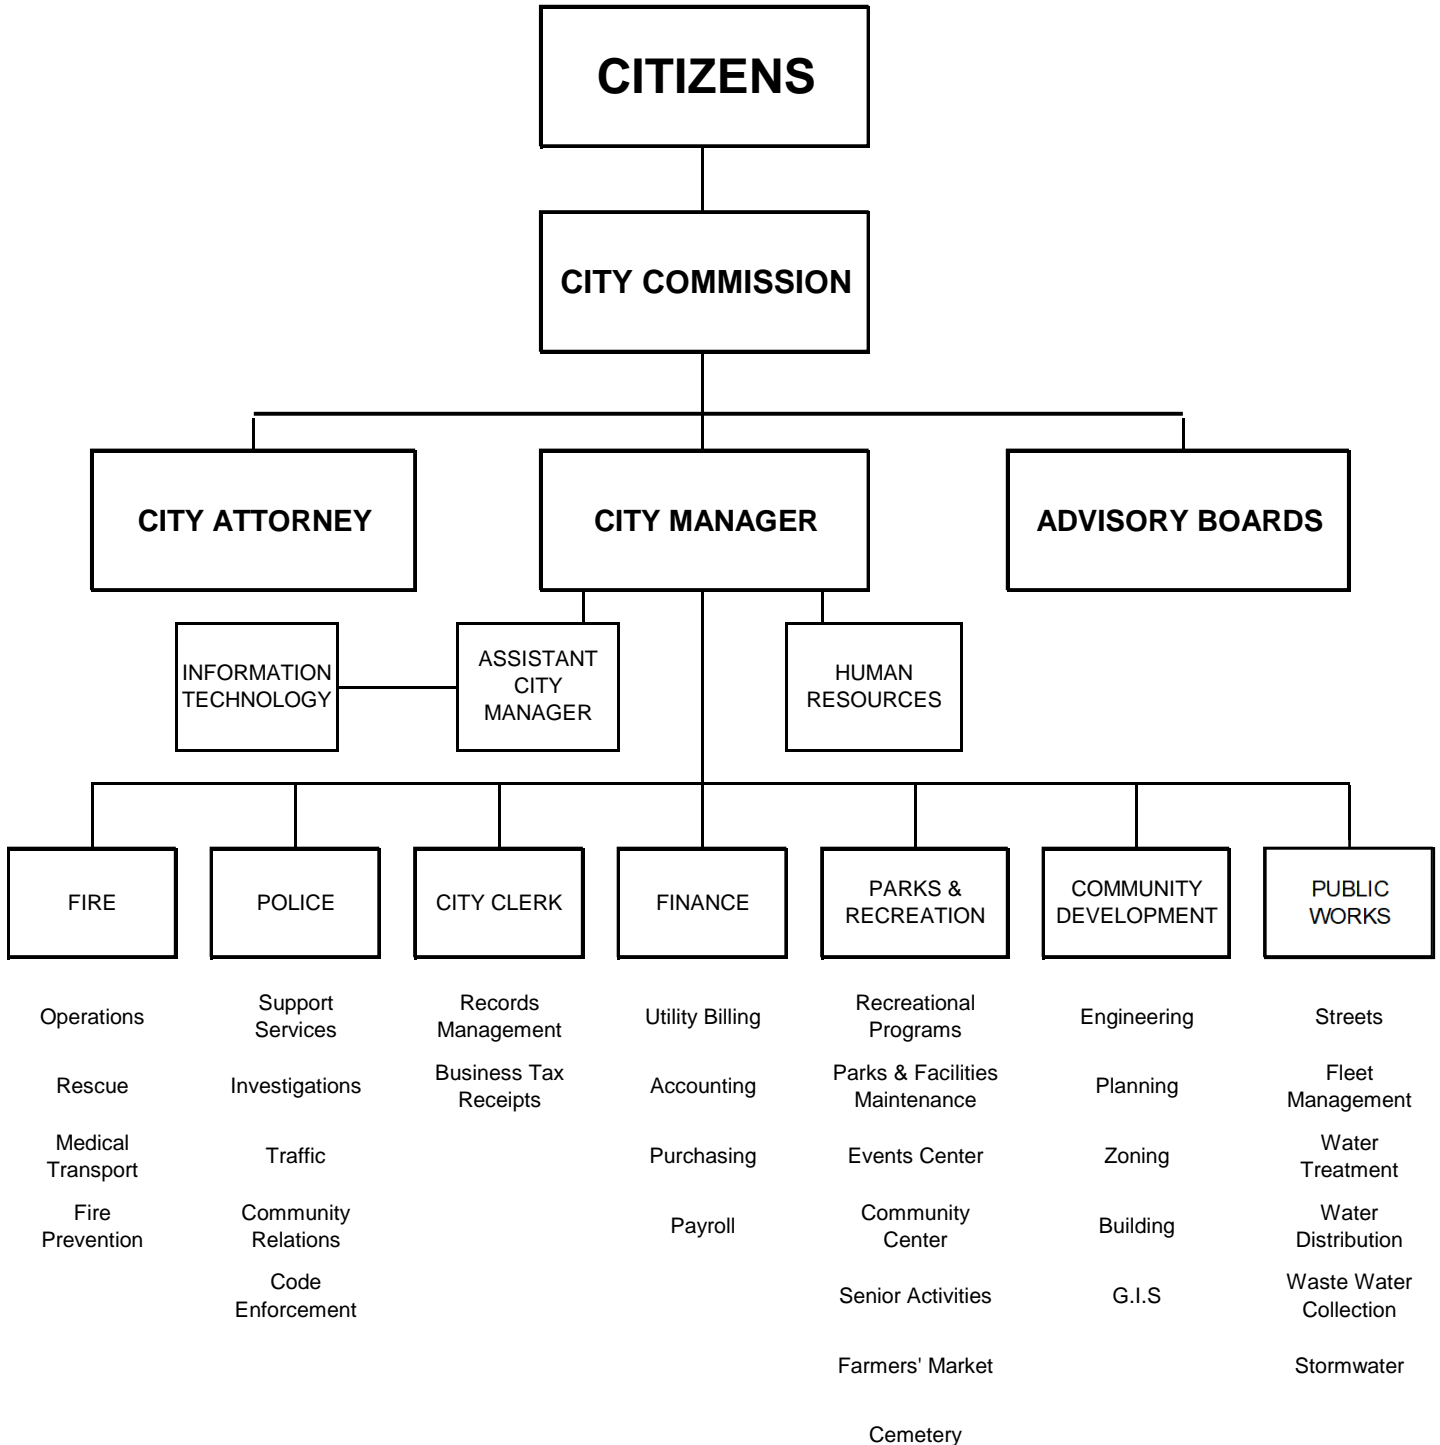 CITIZENS
CITY COMMISSION
CITY ATTORNEY
CITY MANAGER
ADVISORY BOARDS
INFORMATION
TECHNOLOGY
ASSISTANT
CITY
MANAGER
HUMAN
RESOURCES
FIRE
POLICE
CITY CLERK
FINANCE
PARKS &
RECREATION
COMMUNITY
DEVELOPMENT
PUBLIC
WORKS
Operations
Rescue
Medical
Transport
Fire
Prevention
Support
Services
Investigations
Traffic
Community
Relations
Code
Enforcement
Records
Management
Business Tax
Receipts
Utility Billing
Accounting
Purchasing
Payroll
Recreational
Programs
Parks & Facilities
Maintenance
Events Center
Community
Center
Senior Activities
Farmers' Market
Cemetery
Engineering
Planning
Zoning
Building
G.I.S
Streets
Fleet
Management
Water
Treatment
Water
Distribution
Waste Water
Collection
Stormwater